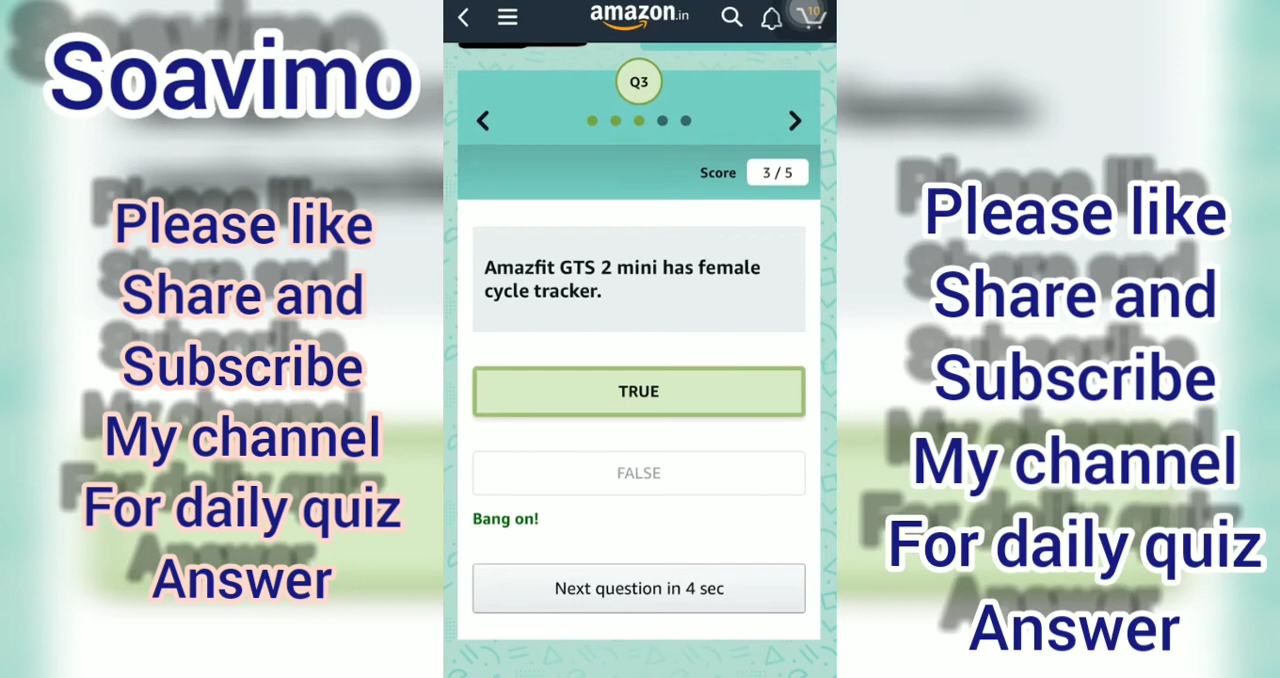 Soavimo
Please like
Share and
Subscribe
My channel
For daily quiz
Answer
amazon.in
10
Q3
Score 3 / 5
Amazfit GTS 2 mini has female
cycle tracker.
TRUE
FALSE
Bang on!
Next question in 4 sec
Please like
Share and
Subscribe
My channel
For daily quiz
Answer